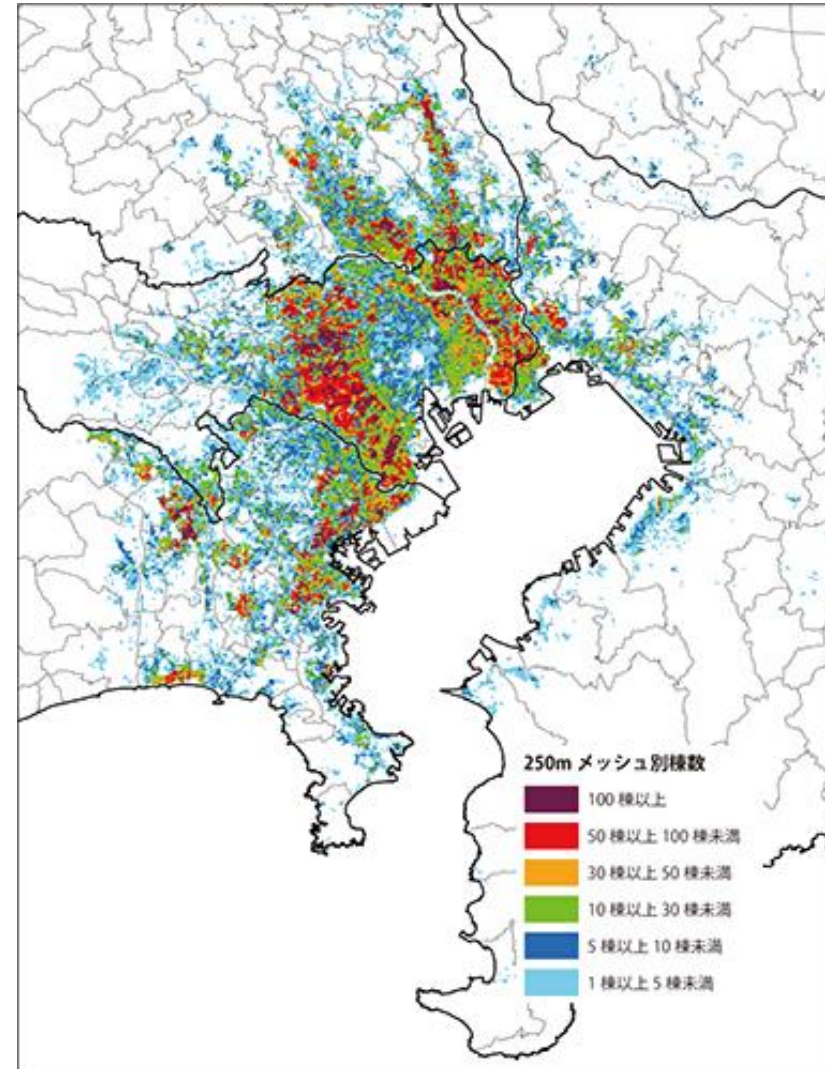 250m メッシュ別棟数
100 棟以上
50 棟以上 100 棟未満
30 棟以上 50 棟未満
10 棟以上 30 棟未満
5 棟以上 10 棟未満
1 棟以上 5 棟未満